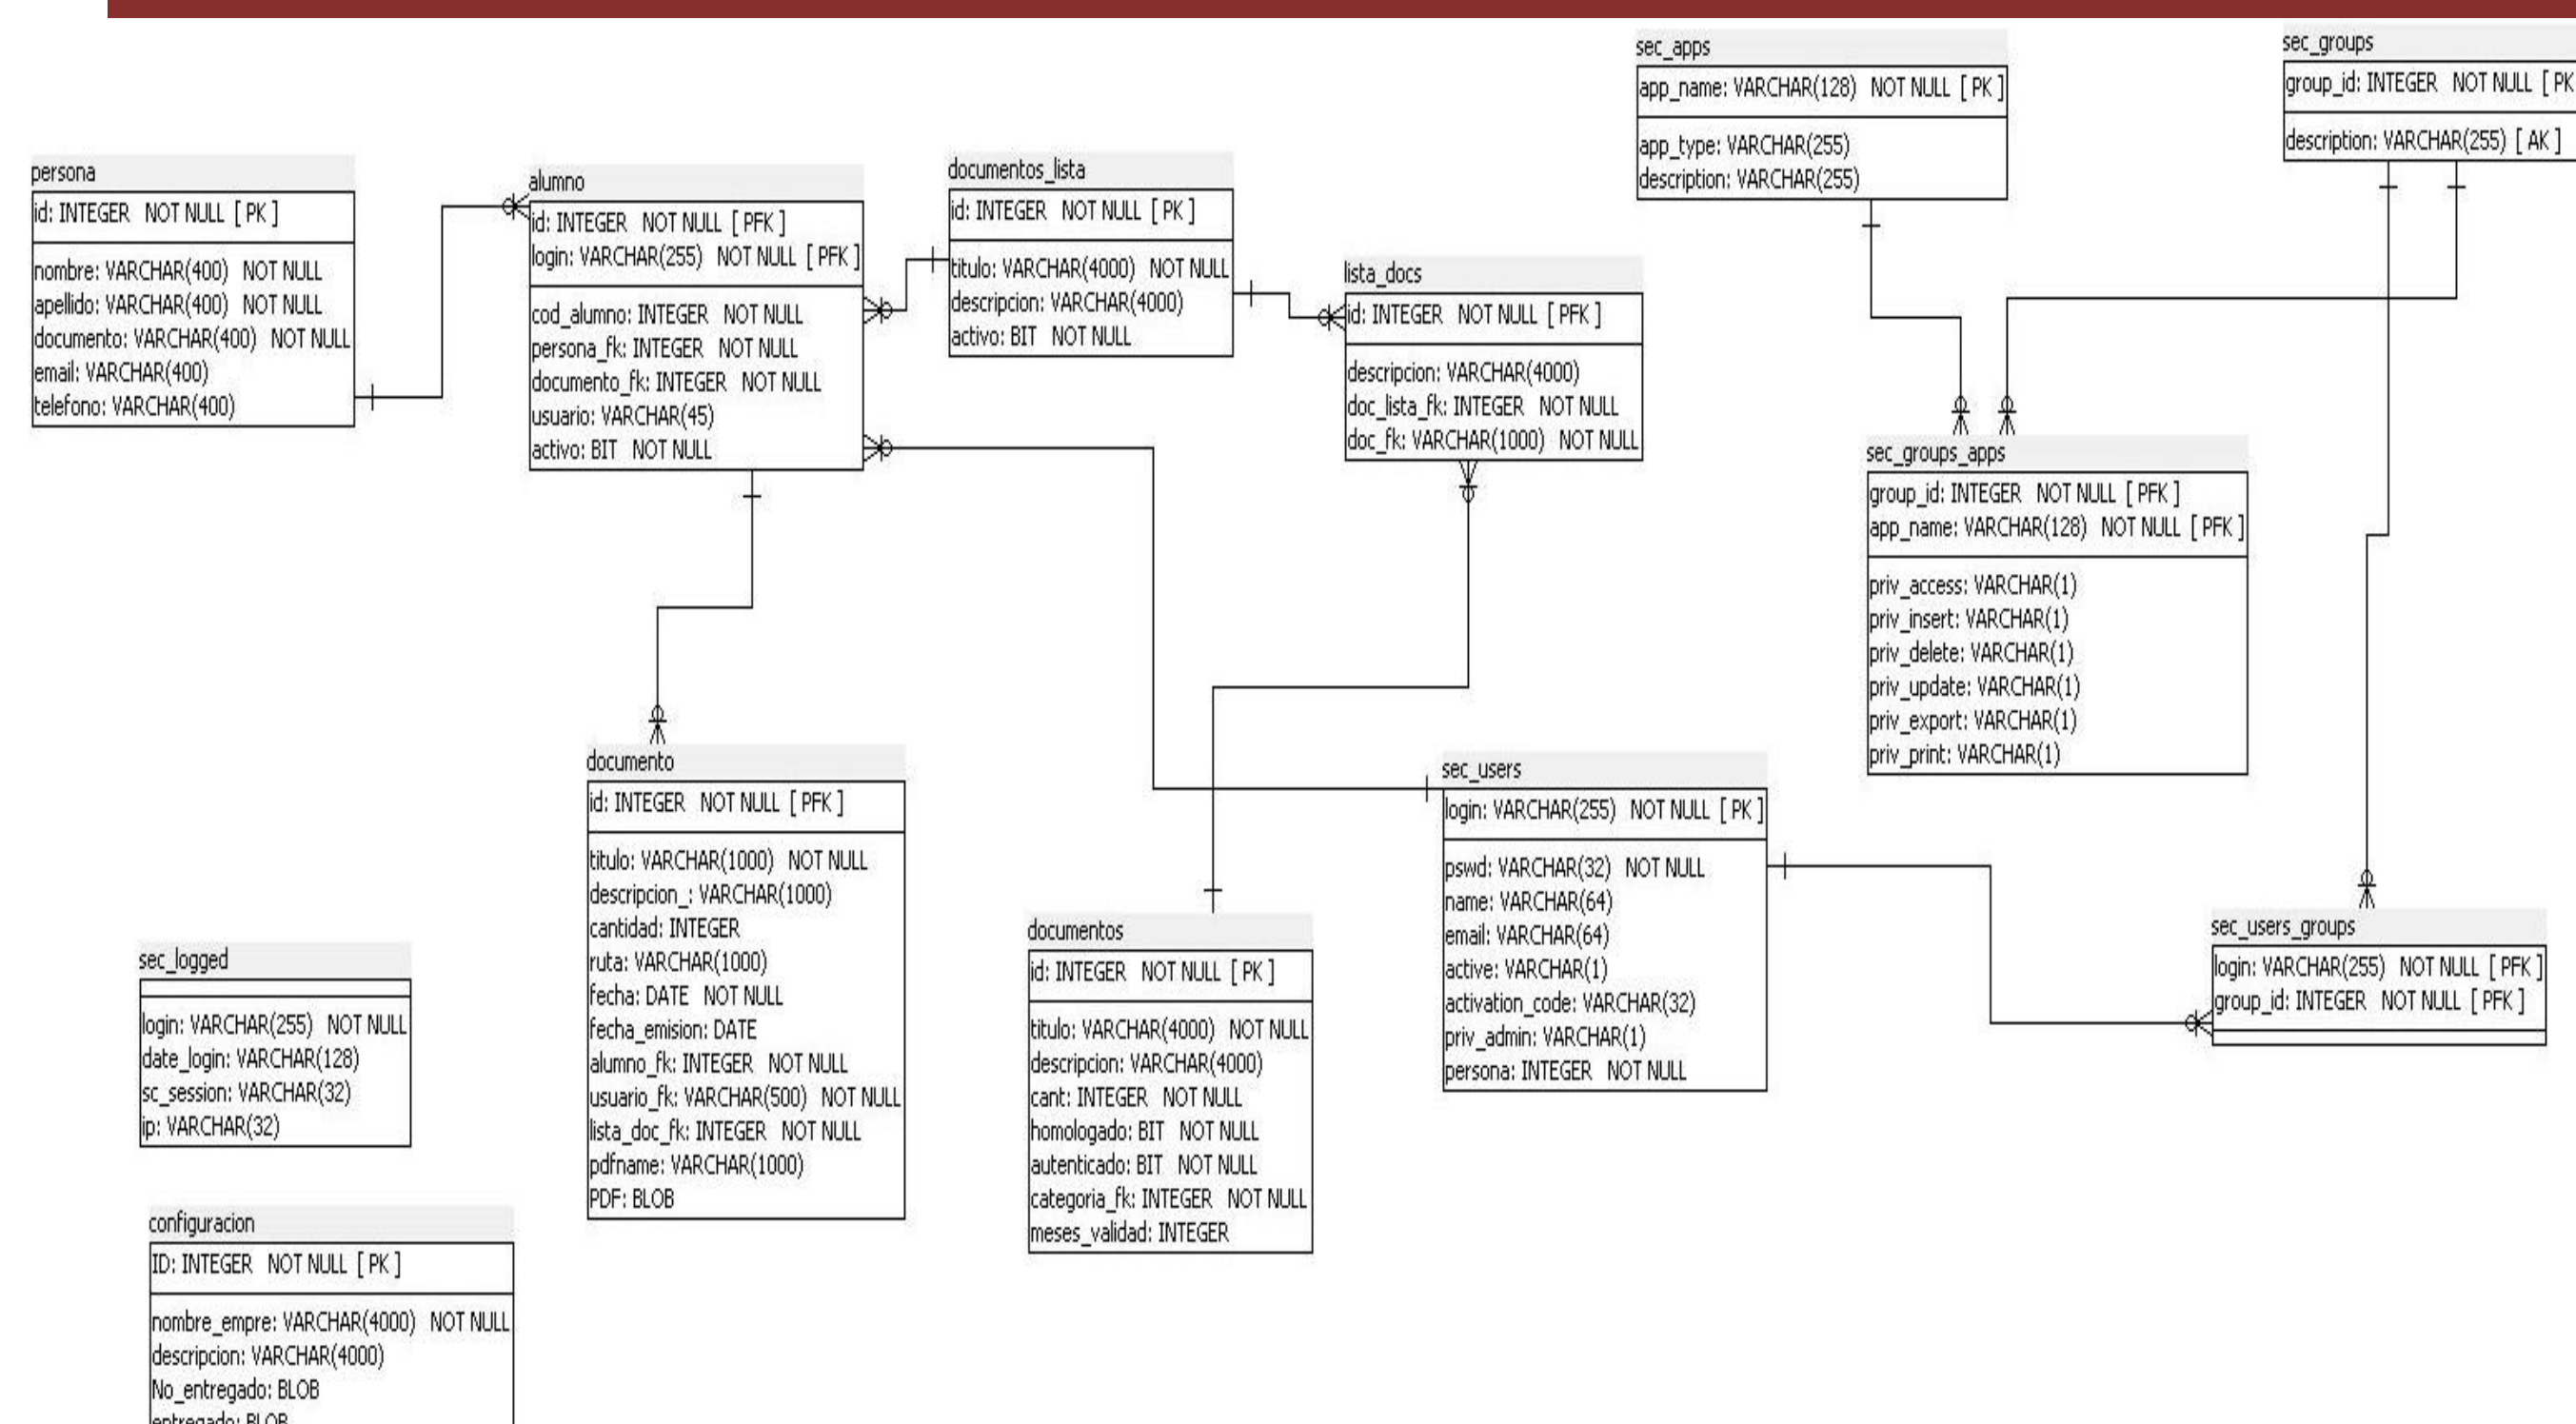 sec_apps
app_name: VARCHAR(128) NOT NULL [ PK ]
app_type: VARCHAR(255)
description: VARCHAR(255)
sec_groups
group_id: INTEGER NOT NULL [ PK
description: VARCHAR(255) [ AK ]
persona
id: INTEGER NOT NULL [ PK ]
nombre: VARCHAR(400) NOT NULL
apellido: VARCHAR(400) NOT NULL
documento: VARCHAR(400) NOT NULL
email: VARCHAR(400)
telefono: VARCHAR(400)
alumno
id: INTEGER NOT NULL [ PFK ]
login: VARCHAR(255) NOT NULL [ PFK ]
cod_alumno: INTEGER NOT NULL
persona_fk: INTEGER NOT NULL
documento_fk: INTEGER NOT NULL
usuario: VARCHAR(45)
activo: BIT NOT NULL
documentos_lista
id: INTEGER NOT NULL [ PK ]
titulo: VARCHAR(4000) NOT NULL
descripcion: VARCHAR(4000)
activo: BIT NOT NULL
lista_docs
id: INTEGER NOT NULL [ PFK ]
descripcion: VARCHAR(4000)
doc_lista_fk: INTEGER NOT NULL
doc_fk: VARCHAR(1000) NOT NULL
sec_groups_apps
group_id: INTEGER NOT NULL [ PFK ]
app_name: VARCHAR(128) NOT NULL [ PFK ]
priv_access: VARCHAR(1)
priv_insert: VARCHAR(1)
priv_delete: VARCHAR(1)
priv_update: VARCHAR(1)
priv_export: VARCHAR(1)
priv_print: VARCHAR(1)
documento
id: INTEGER NOT NULL [ PFK ]
titulo: VARCHAR(1000) NOT NULL
descripcion_: VARCHAR(1000)
cantidad: INTEGER
ruta: VARCHAR(1000)
fecha: DATE NOT NULL
fecha_emision: DATE
alumno_fk: INTEGER NOT NULL
usuario_fk: VARCHAR(500) NOT NULL
lista_doc_fk: INTEGER NOT NULL
pdfname: VARCHAR(1000)
PDF: BLOB
sec_users
login: VARCHAR(255) NOT NULL [ PK ]
pswd: VARCHAR(32) NOT NULL
name: VARCHAR(64)
email: VARCHAR(64)
active: VARCHAR(1)
activation_code: VARCHAR(32)
priv_admin: VARCHAR(1)
persona: INTEGER NOT NULL
documentos
id: INTEGER NOT NULL [ PK ]
titulo: VARCHAR(4000) NOT NULL
descripcion: VARCHAR(4000)
cant: INTEGER NOT NULL
homologado: BIT NOT NULL
autenticado: BIT NOT NULL
categoria_fk: INTEGER NOT NULL
meses_validad: INTEGER
sec_users_groups
login: VARCHAR(255) NOT NULL [ PFK ]
group_id: INTEGER NOT NULL [ PFK ]
sec_logged
login: VARCHAR(255) NOT NULL
date_login: VARCHAR(128)
sc_session: VARCHAR(32)
ip: VARCHAR(32)
configuracion
ID: INTEGER NOT NULL [ PK ]
nombre_empre: VARCHAR(4000) NOT NULL
descripcion: VARCHAR(4000)
No_entregado: BLOB
entregado: BLOB